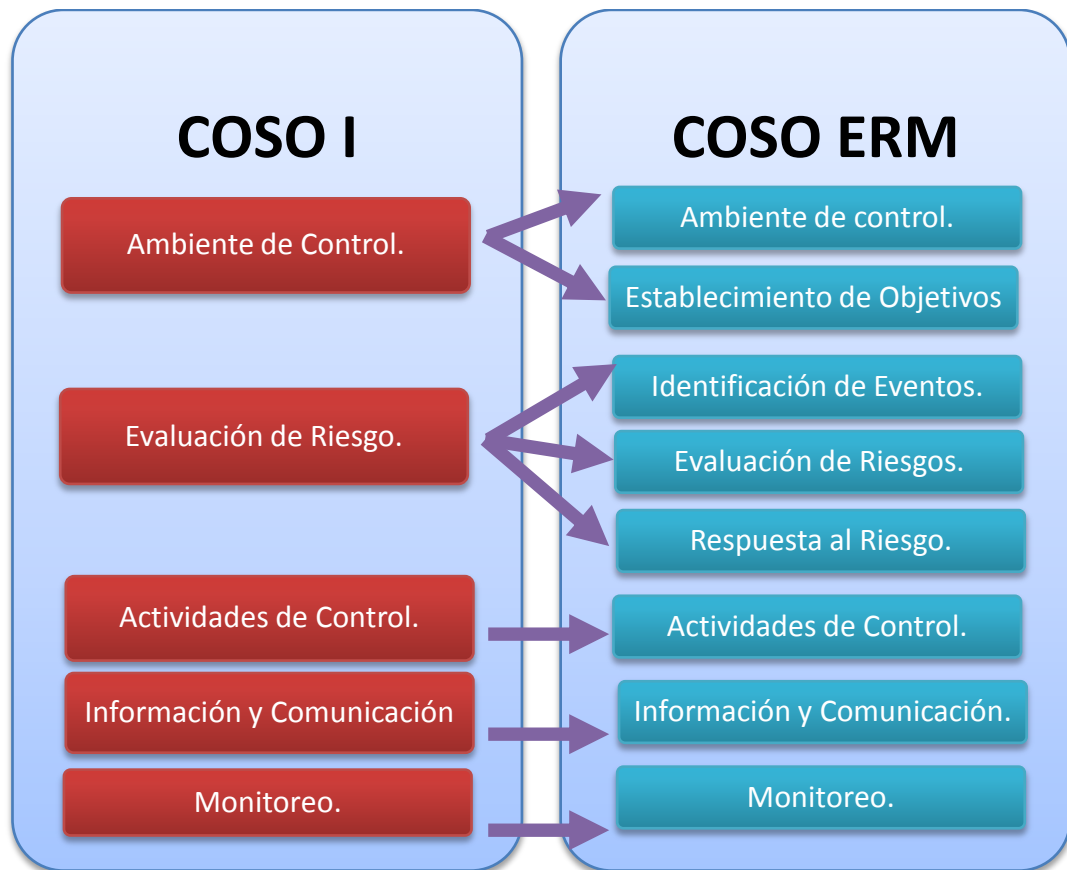 COSO I
Ambiente de Control.
Evaluación de Riesgo.
Actividades de Control.
Información y Comunicación
Monitoreo.
COSO ERM
Ambiente de control.
Establecimiento de Objetivos
Identificación de Eventos.
Evaluación de Riesgos.
Respuesta al Riesgo.
Actividades de Control.
Información y Comunicación.
Monitoreo.